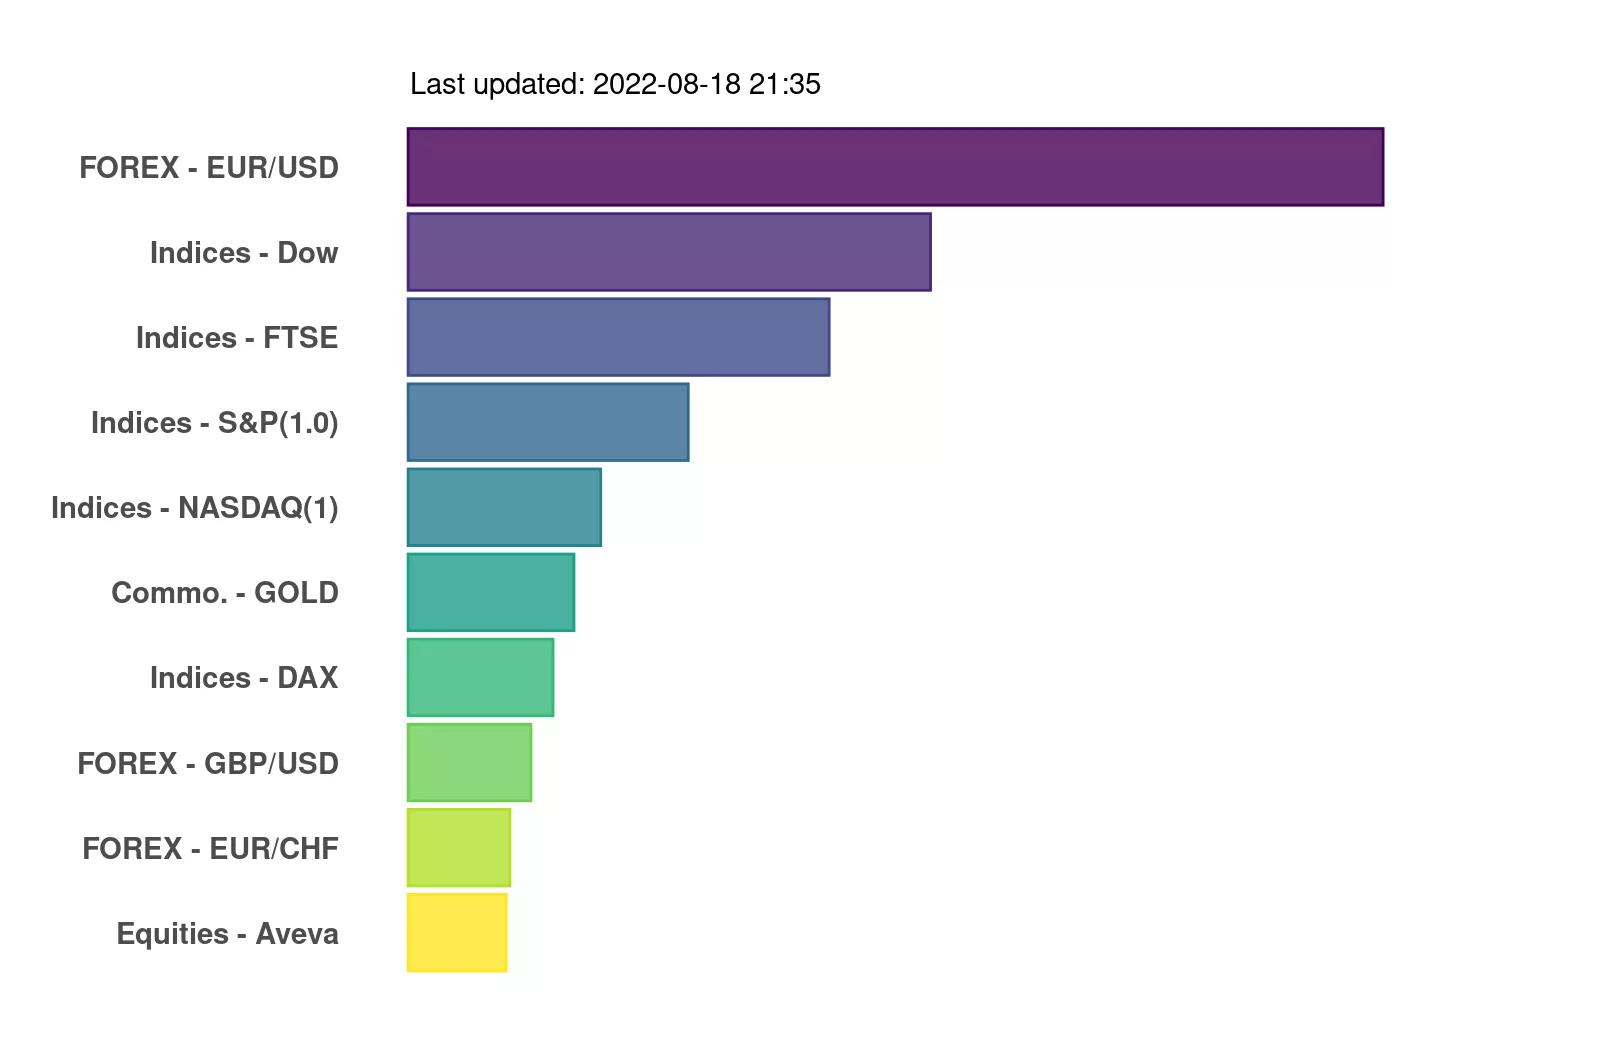 Last updated: 2022-08-18 21:35
FOREX - EUR/USD
Indices - Dow
Indices - FTSE
Indices - S&P(1.0)
Indices - NASDAQ(1)
Commo. - GOLD
Indices - DAX
FOREX - GBP/USD
FOREX - EUR/CHF
Equities - Aveva